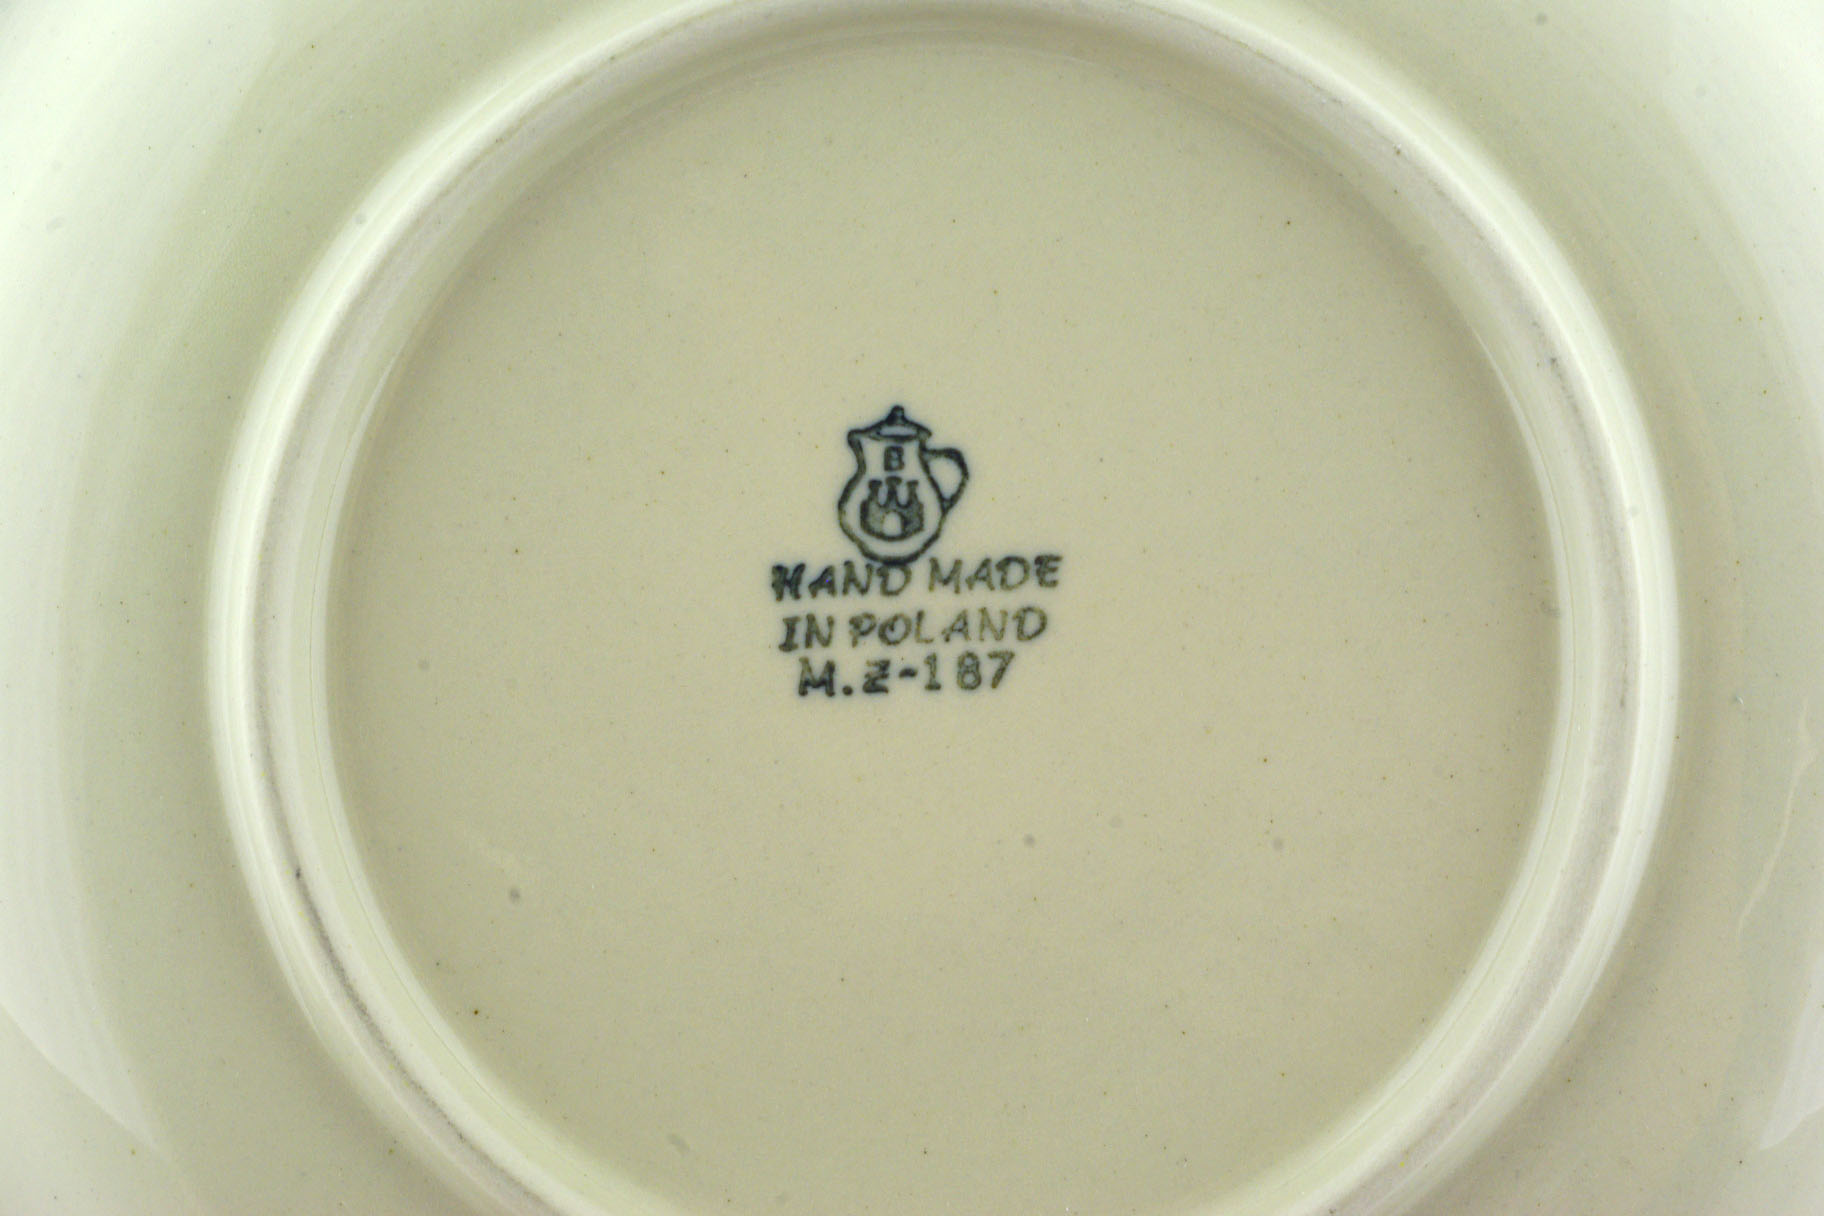 B
HAND MADE
IN POLAND
M.Z-187